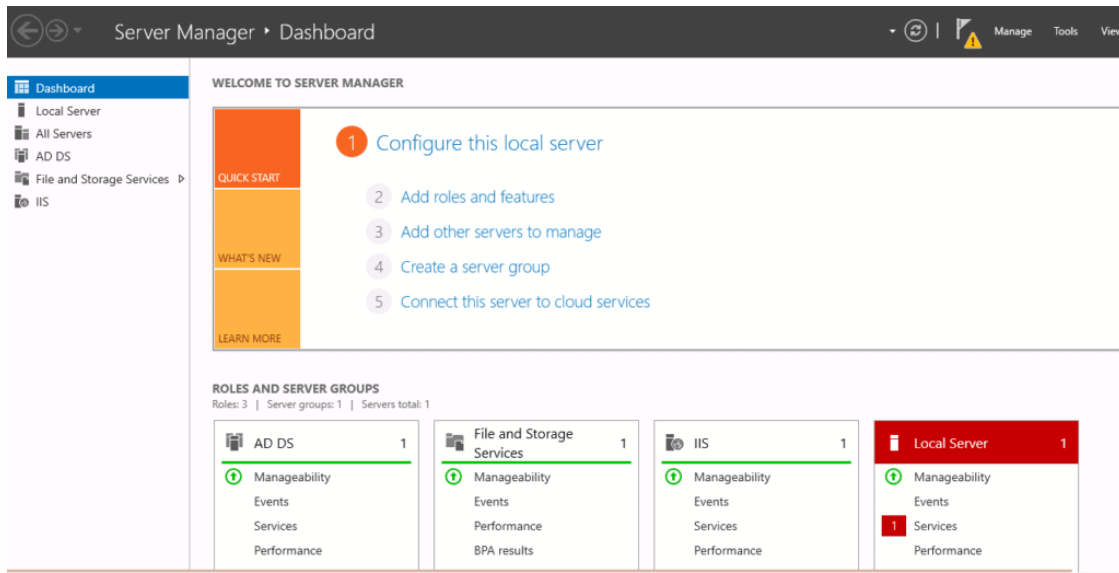 Server Manager ‣ Dashboard
Manage Tools View
Dashboard
Local Server
All Servers
AD DS
File and Storage Services
IIS
WELCOME TO SERVER MANAGER
QUICK START
WHAT'S NEW
LEARN MORE
1 Configure this local server
2 Add roles and features
3 Add other servers to manage
4 Create a server group
5 Connect this server to cloud services
ROLES AND SERVER GROUPS
Roles: 3 | Server groups: 1 | Servers total: 1
AD DS 1
Manageability
Events
Services
Performance
File and Storage
Services 1
Manageability
Events
Performance
BPA results
IIS 1
Manageability
Events
Services
Performance
Local Server 1
Manageability
Events
1 Services
Performance